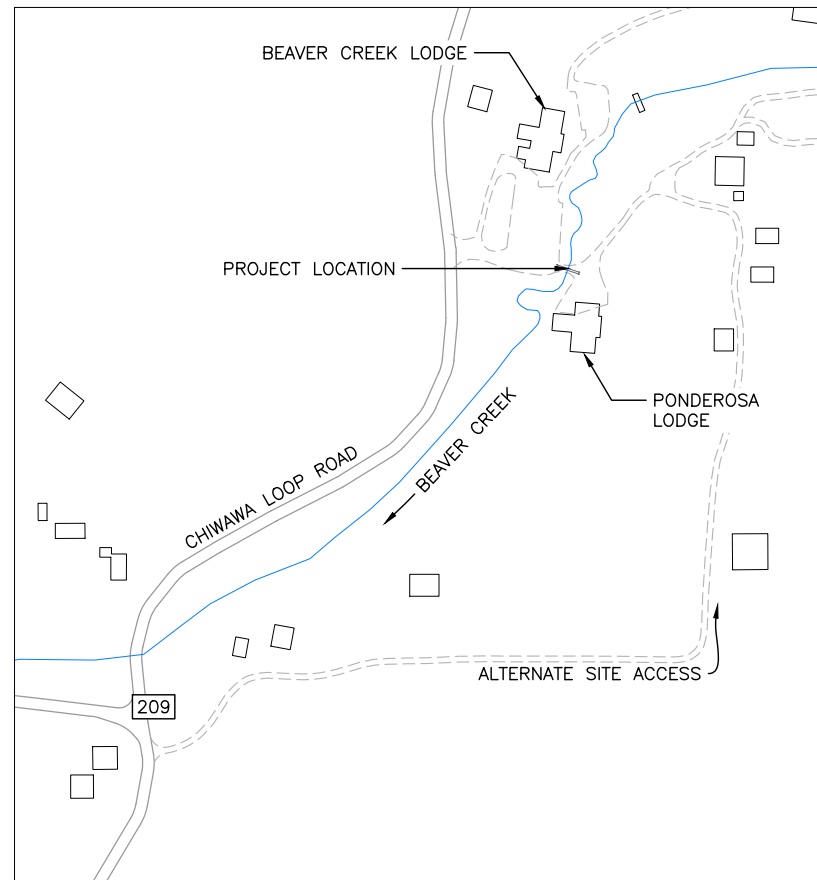 BEAVER CREEK LODGE
PROJECT LOCATION
PONDEROSA
LODGE
BEAVER CREEK
CHIWAWA LOOP ROAD
ALTERNATE SITE ACCESS
209